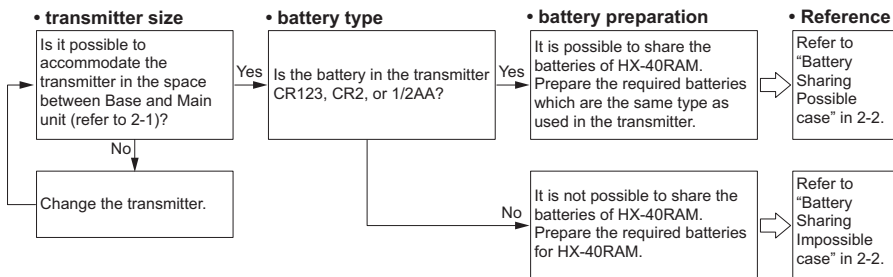 • transmitter size
• battery type
• battery preparation
• Reference
Is it possible to
accommodate the
transmitter in the space
between Base and Main
unit (refer to 2-1)?
Yes
Is the battery in the transmitter
CR123, CR2, or 1/2AA?
Yes
It is possible to share the
batteries of HX-40RAM.
Prepare the required batteries
which are the same type as
used in the transmitter.
Refer to
“Battery
Sharing
Possible
case” in 2-2.
No
Change the transmitter.
No
It is not possible to share the
batteries of HX-40RAM.
Prepare the required batteries
for HX-40RAM.
Refer to
“Battery
Sharing
Impossible
case” in 2-2.